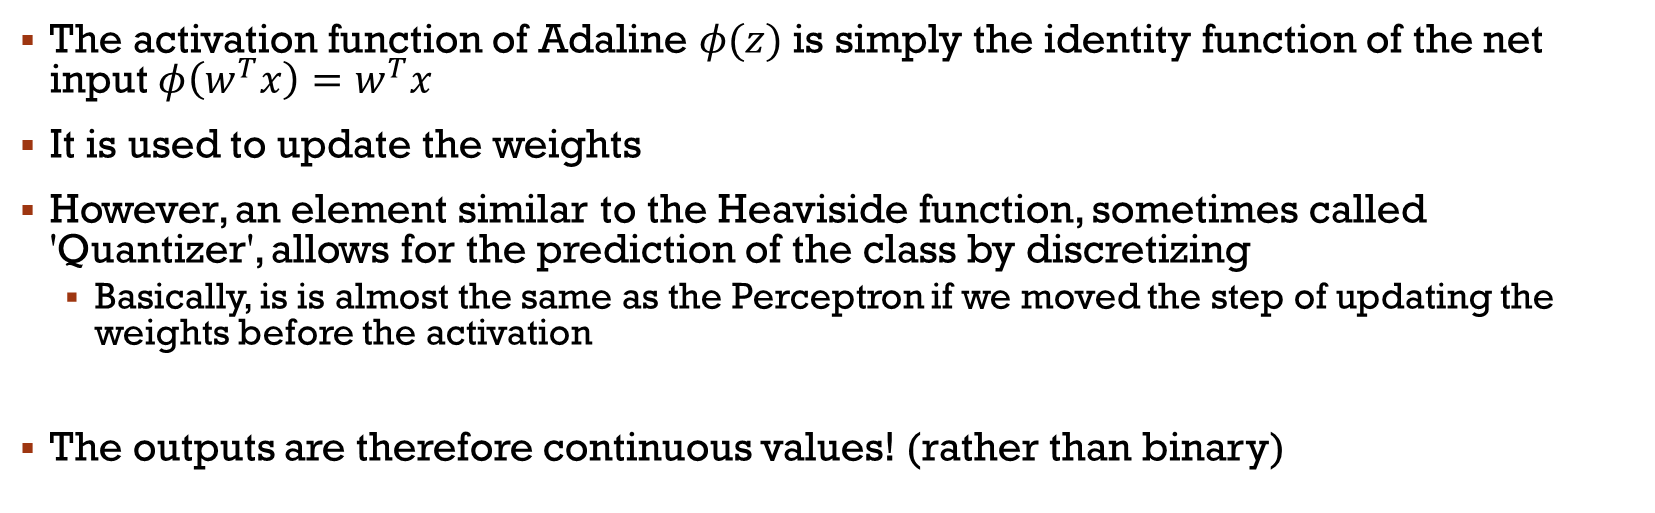 ▪ The activation function of Adaline 𝜙(𝑧) is simply the identity function of the net
input 𝜙(𝑤ᵀ𝑥) = 𝑤ᵀ𝑥
▪ It is used to update the weights
▪ However, an element similar to the Heaviside function, sometimes called
'Quantizer', allows for the prediction of the class by discretizing
▪ Basically, is is almost the same as the Perceptron if we moved the step of updating the
weights before the activation
▪ The outputs are therefore continuous values! (rather than binary)